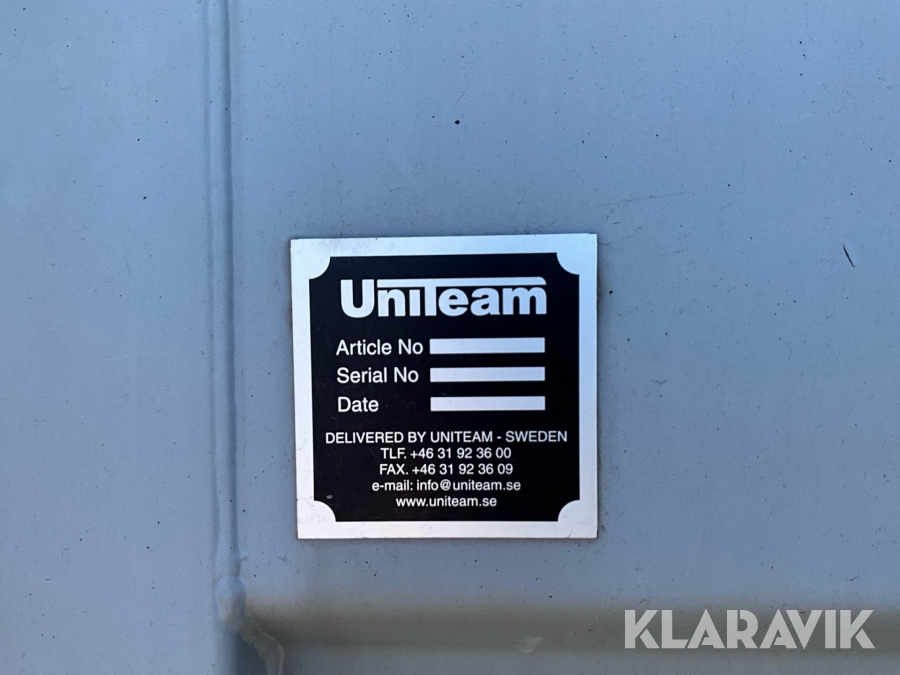 UniTeam
Article No
Serial No
Date
DELIVERED BY UNITEAM - SWEDEN
TLF. +46 31 92 36 00
FAX. +46 31 92 36 09
e-mail: info@uniteam.se
www.uniteam.se
KLARAVIK